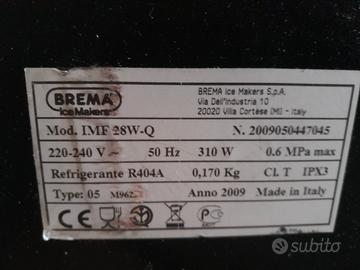 BREMA
Ice Makers
BREMA Ice Makers S.p.A.
Via Dell'Industria 10
20020 Villa Cortese (MI) - Italy
Mod. IMF 28W-Q N. 2009050447045
220-240 V ~ 50 Hz 310 W 0.6 MPa max
Refrigerante R404A 0,170 Kg Cl. T IPX3
Type: 05 M962 Anno 2009 Made in Italy
CE
subito